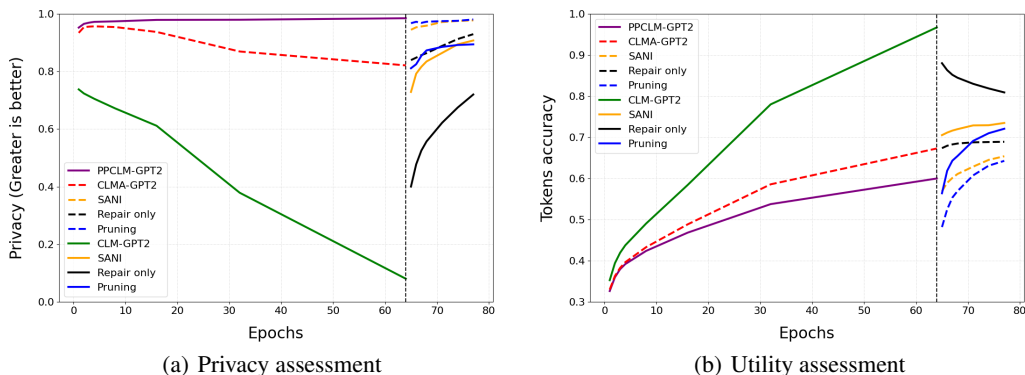 Privacy (Greater is better)
1.0
0.8
0.6
0.4
0.2
0.0
PPCLM-GPT2
CLMA-GPT2
SANI
Repair only
Pruning
CLM-GPT2
SANI
Repair only
Pruning
0 10 20 30 40 50 60 70 80
Epochs
(a) Privacy assessment
Tokens accuracy
1.0
0.9
0.8
0.7
0.6
0.5
0.4
0.3
PPCLM-GPT2
CLMA-GPT2
SANI
Repair only
Pruning
CLM-GPT2
SANI
Repair only
Pruning
0 10 20 30 40 50 60 70 80
Epochs
(b) Utility assessment